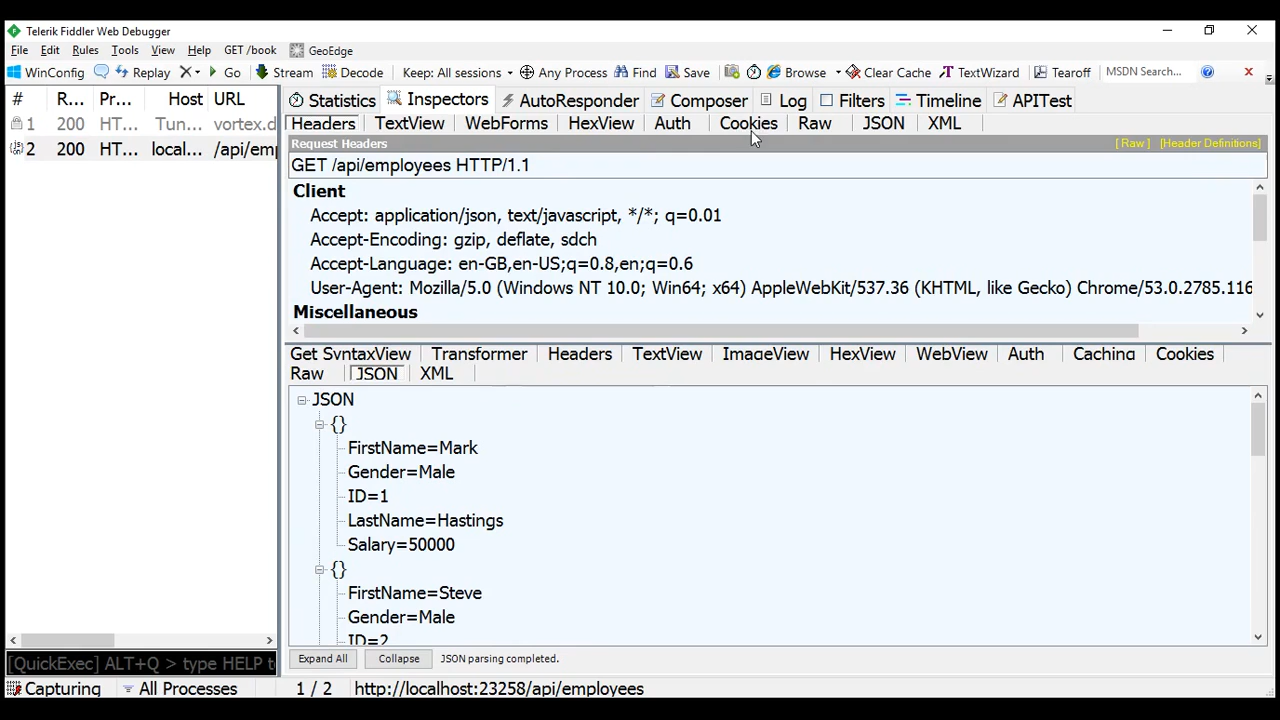 Telerik Fiddler Web Debugger
File Edit Rules Tools View Help GET /book GeoEdge
WinConfig Replay Go Stream Decode Keep: All sessions Any Process Find Save Browse Clear Cache TextWizard Tearoff MSDN Search...
# R... Pr... Host URL
1 200 HT... Tun... vortex.d
2 200 HT... local... /api/emp
Statistics Inspectors AutoResponder Composer Log Filters Timeline APITest
Headers TextView WebForms HexView Auth Cookies Raw JSON XML
Request Headers [ Raw ] [Header Definitions]
GET /api/employees HTTP/1.1
Client
Accept: application/json, text/javascript, */*; q=0.01
Accept-Encoding: gzip, deflate, sdch
Accept-Language: en-GB,en-US;q=0.8,en;q=0.6
User-Agent: Mozilla/5.0 (Windows NT 10.0; Win64; x64) AppleWebKit/537.36 (KHTML, like Gecko) Chrome/53.0.2785.116
Miscellaneous
Get SyntaxView Transformer Headers TextView ImageView HexView WebView Auth Caching Cookies
Raw JSON XML
JSON
{}
FirstName=Mark
Gender=Male
ID=1
LastName=Hastings
Salary=50000
{}
FirstName=Steve
Gender=Male
ID=2
Expand All Collapse JSON parsing completed.
[QuickExec] ALT+Q > type HELP to
Capturing All Processes 1 / 2 http://localhost:23258/api/employees